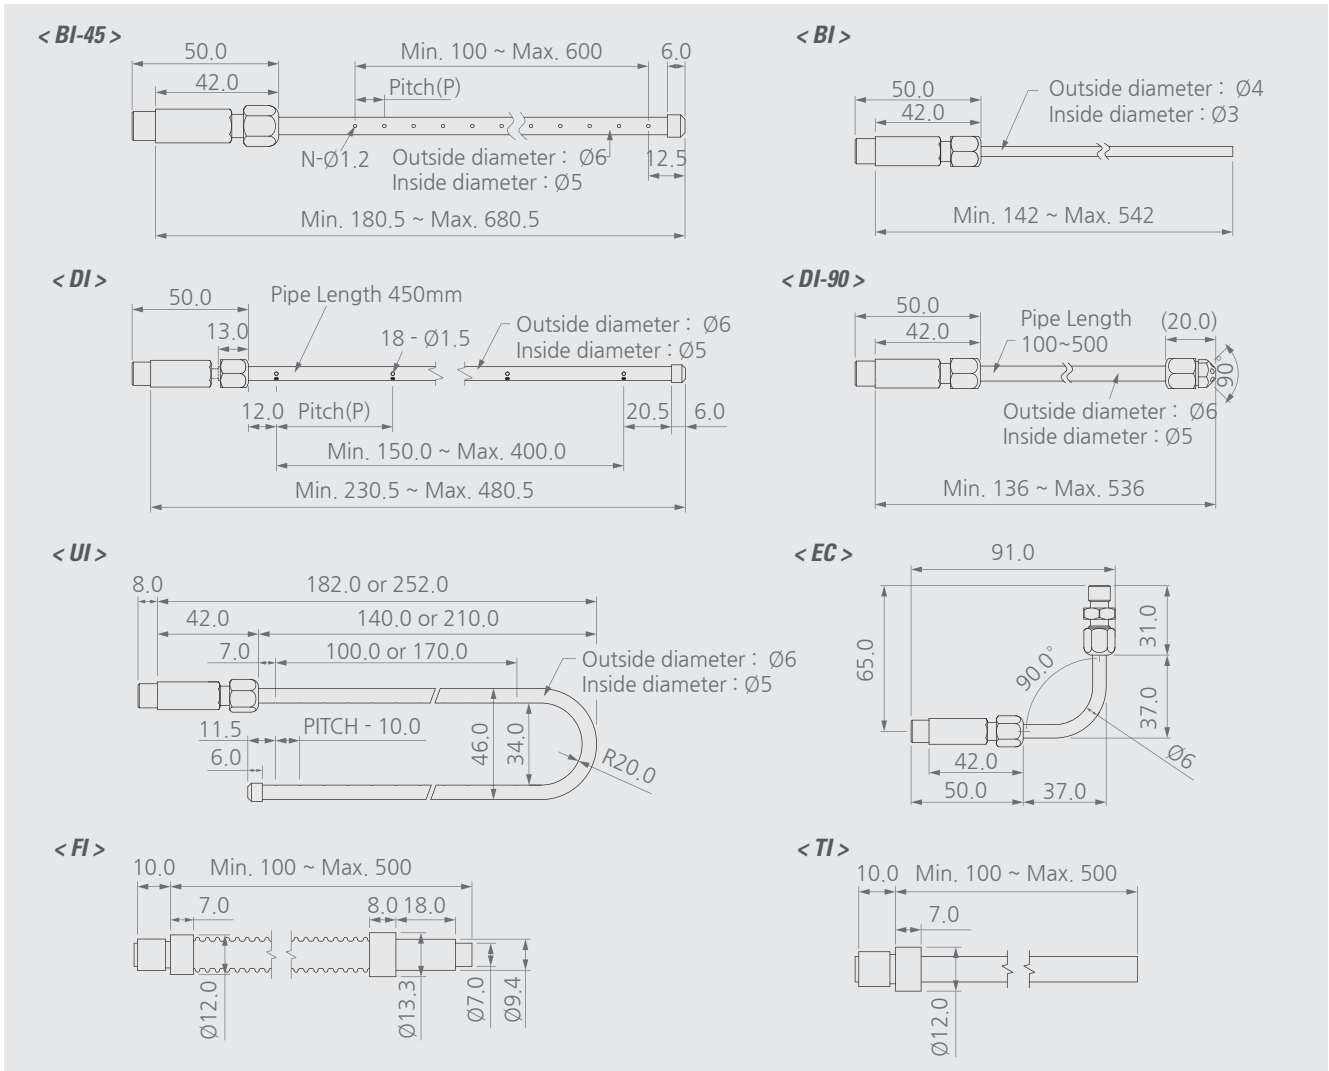 < BI-45 >
50.0
Min. 100 ~ Max. 600
6.0
42.0
Pitch(P)
N-Ø1.2
Outside diameter : Ø6
12.5
Inside diameter : Ø5
Min. 180.5 ~ Max. 680.5
< BI >
50.0
Outside diameter : Ø4
42.0
Inside diameter : Ø3
Min. 142 ~ Max. 542
< DI >
50.0
Pipe Length 450mm
13.0
18 - Ø1.5
Outside diameter : Ø6
Inside diameter : Ø5
12.0
Pitch(P)
20.5
6.0
Min. 150.0 ~ Max. 400.0
Min. 230.5 ~ Max. 480.5
< DI-90 >
50.0
Pipe Length
100~500
(20.0)
42.0
90°
Outside diameter : Ø6
Inside diameter : Ø5
Min. 136 ~ Max. 536
< UI >
8.0
182.0 or 252.0
42.0
140.0 or 210.0
7.0
100.0 or 170.0
Outside diameter : Ø6
Inside diameter : Ø5
11.5
PITCH - 10.0
6.0
46.0
34.0
R20.0
< EC >
91.0
65.0
90.0°
31.0
37.0
42.0
50.0
37.0
Ø6
< FI >
10.0
Min. 100 ~ Max. 500
7.0
8.0
18.0
Ø12.0
Ø13.3
Ø7.0
Ø9.4
< TI >
10.0
Min. 100 ~ Max. 500
7.0
Ø12.0